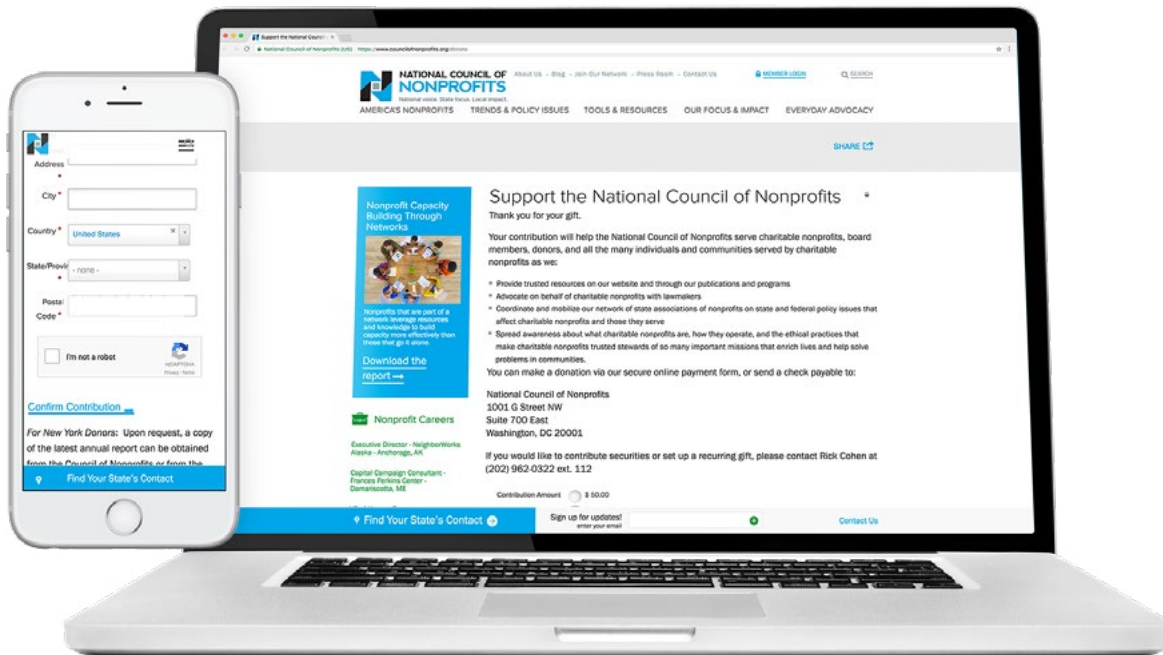 Support the National Council
National Council of Nonprofits (US) https://www.councilofnonprofits.org/donate
NATIONAL COUNCIL OF
NONPROFITS
National voice. State focus. Local impact.
About Us - Blog - Join Our Network - Press Room - Contact Us
MEMBER LOGIN
SEARCH
AMERICA'S NONPROFITS TRENDS & POLICY ISSUES TOOLS & RESOURCES OUR FOCUS & IMPACT EVERYDAY ADVOCACY
SHARE
Address
*
City *
Country *
United States
State/Provin
*
- none -
Postal
Code *
I'm not a robot
reCAPTCHA
Privacy - Terms
Confirm Contribution
For New York Donors: Upon request, a copy
of the latest annual report can be obtained
from the Council of Nonprofits or from the
Find Your State's Contact
Nonprofit Capacity
Building Through
Networks
Nonprofits that are part of a
network leverage resources
and knowledge to build
capacity more effectively than
those that go it alone.
Download the
report →
Nonprofit Careers
Executive Director - NeighborWorks
Alaska - Anchorage, AK
Capital Campaign Consultant -
Frances Perkins Center -
Damariscotta, ME
Support the National Council of Nonprofits
Thank you for your gift.
Your contribution will help the National Council of Nonprofits serve charitable nonprofits, board
members, donors, and all the many individuals and communities served by charitable
nonprofits as we:
Provide trusted resources on our website and through our publications and programs
Advocate on behalf of charitable nonprofits with lawmakers
Coordinate and mobilize our network of state associations of nonprofits on state and federal policy issues that
affect charitable nonprofits and those they serve
Spread awareness about what charitable nonprofits are, how they operate, and the ethical practices that
make charitable nonprofits trusted stewards of so many important missions that enrich lives and help solve
problems in communities.
You can make a donation via our secure online payment form, or send a check payable to:
National Council of Nonprofits
1001 G Street NW
Suite 700 East
Washington, DC 20001
If you would like to contribute securities or set up a recurring gift, please contact Rick Cohen at
(202) 962-0322 ext. 112
Contribution Amount $ 50.00
Find Your State's Contact
Sign up for updates!
enter your email
Contact Us